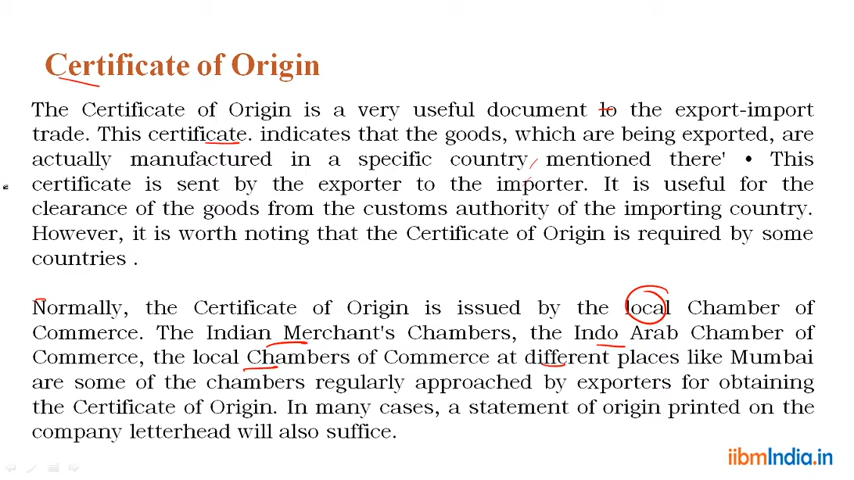 Certificate of Origin
The Certificate of Origin is a very useful document lo the export-import
trade. This certificate. indicates that the goods, which are being exported, are
actually manufactured in a specific country mentioned there' • This
certificate is sent by the exporter to the importer. It is useful for the
clearance of the goods from the customs authority of the importing country.
However, it is worth noting that the Certificate of Origin is required by some
countries .
Normally, the Certificate of Origin is issued by the local Chamber of
Commerce. The Indian Merchant's Chambers, the Indo Arab Chamber of
Commerce, the local Chambers of Commerce at different places like Mumbai
are some of the chambers regularly approached by exporters for obtaining
the Certificate of Origin. In many cases, a statement of origin printed on the
company letterhead will also suffice.
iibmIndia.in